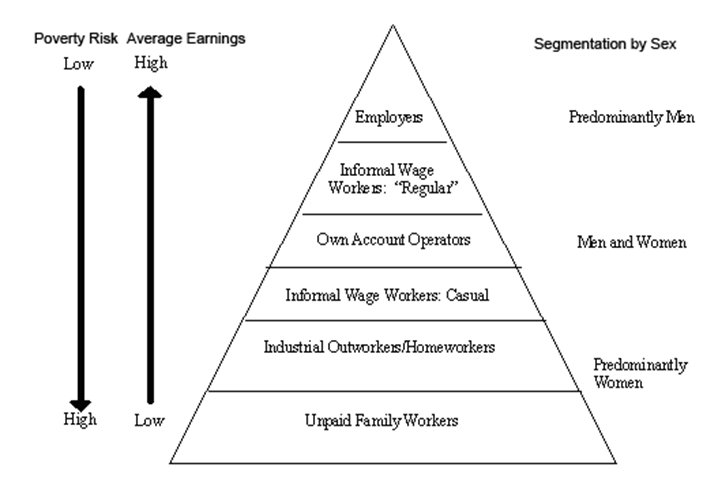 Poverty Risk Average Earnings
Segmentation by Sex
Low High
Employers
Predominantly Men
Informal Wage
Workers: “Regular”
Own Account Operators
Men and Women
Informal Wage Workers: Casual
Industrial Outworkers/Homeworkers
Predominantly
Women
High Low
Unpaid Family Workers